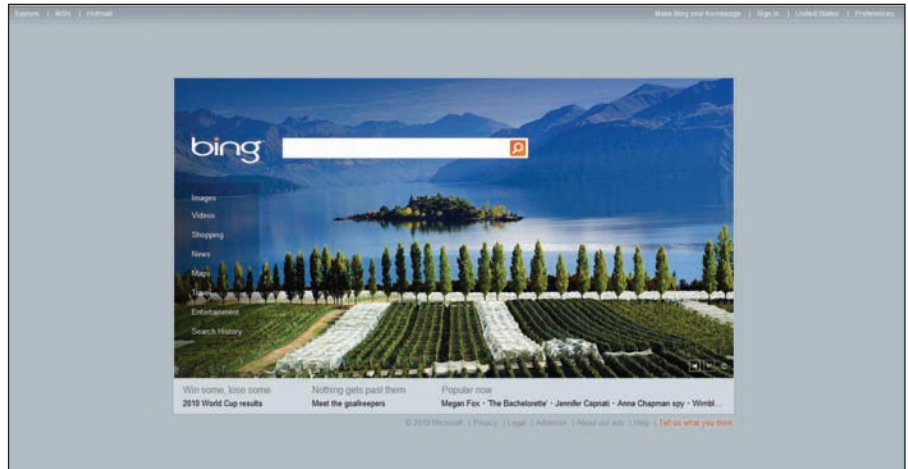 Explore | MSN | Hotmail
Make Bing your homepage | Sign in | United States | Preferences
bing
Images
Videos
Shopping
News
Maps
Travel
Entertainment
Search History
Win some, lose some
Nothing gets past them
Popular now
2010 World Cup results
Meet the goalkeepers
Megan Fox · 'The Bachelorette' · Jennifer Capriati · Anna Chapman spy · Wimbl...
© 2010 Microsoft | Privacy | Legal | Advertise | About our ads | Help | Tell us what you think